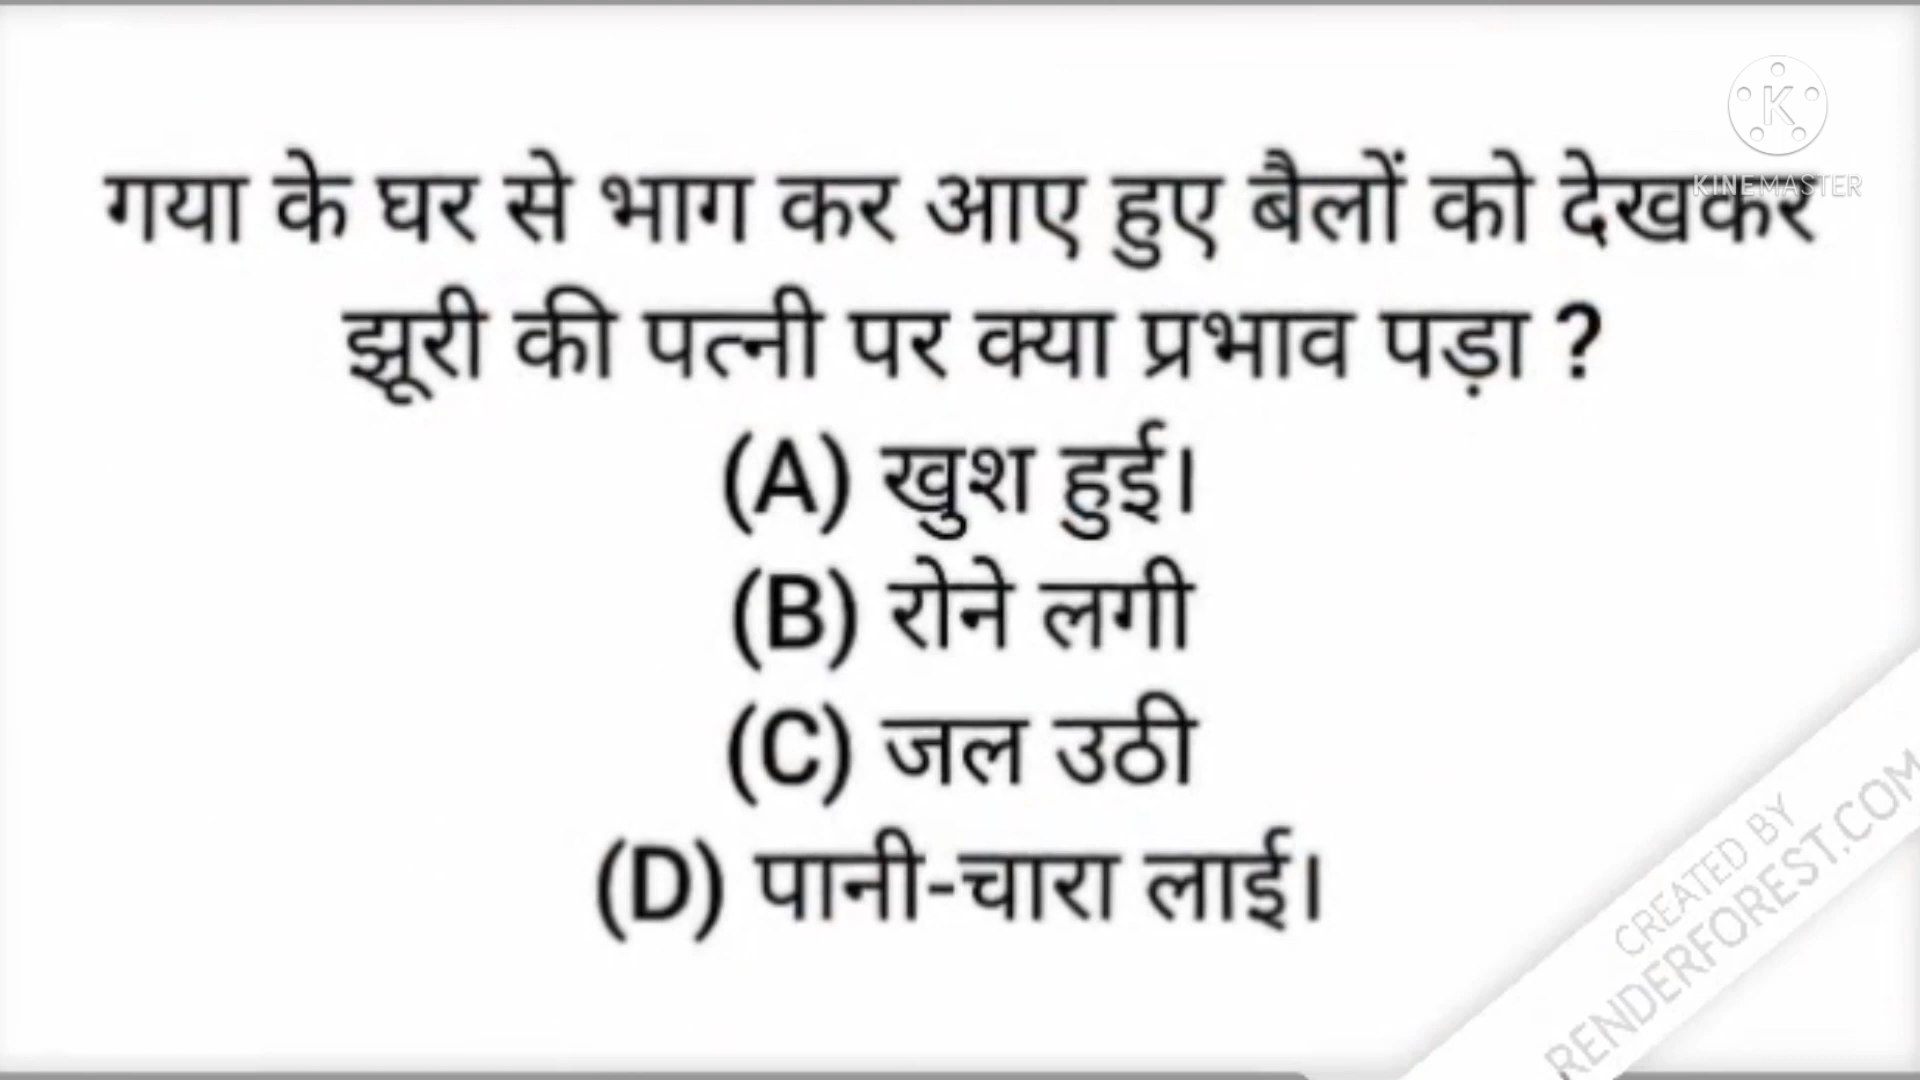 गया के घर से भाग कर आए हुए बैलों को देखकर
झूरी की पत्नी पर क्या प्रभाव पड़ा ?
(A) खुश हुई।
(B) रोने लगी
(C) जल उठी
(D) पानी-चारा लाई।
K
KINEMASTER
CREATED BY
RENDERFOREST.COM